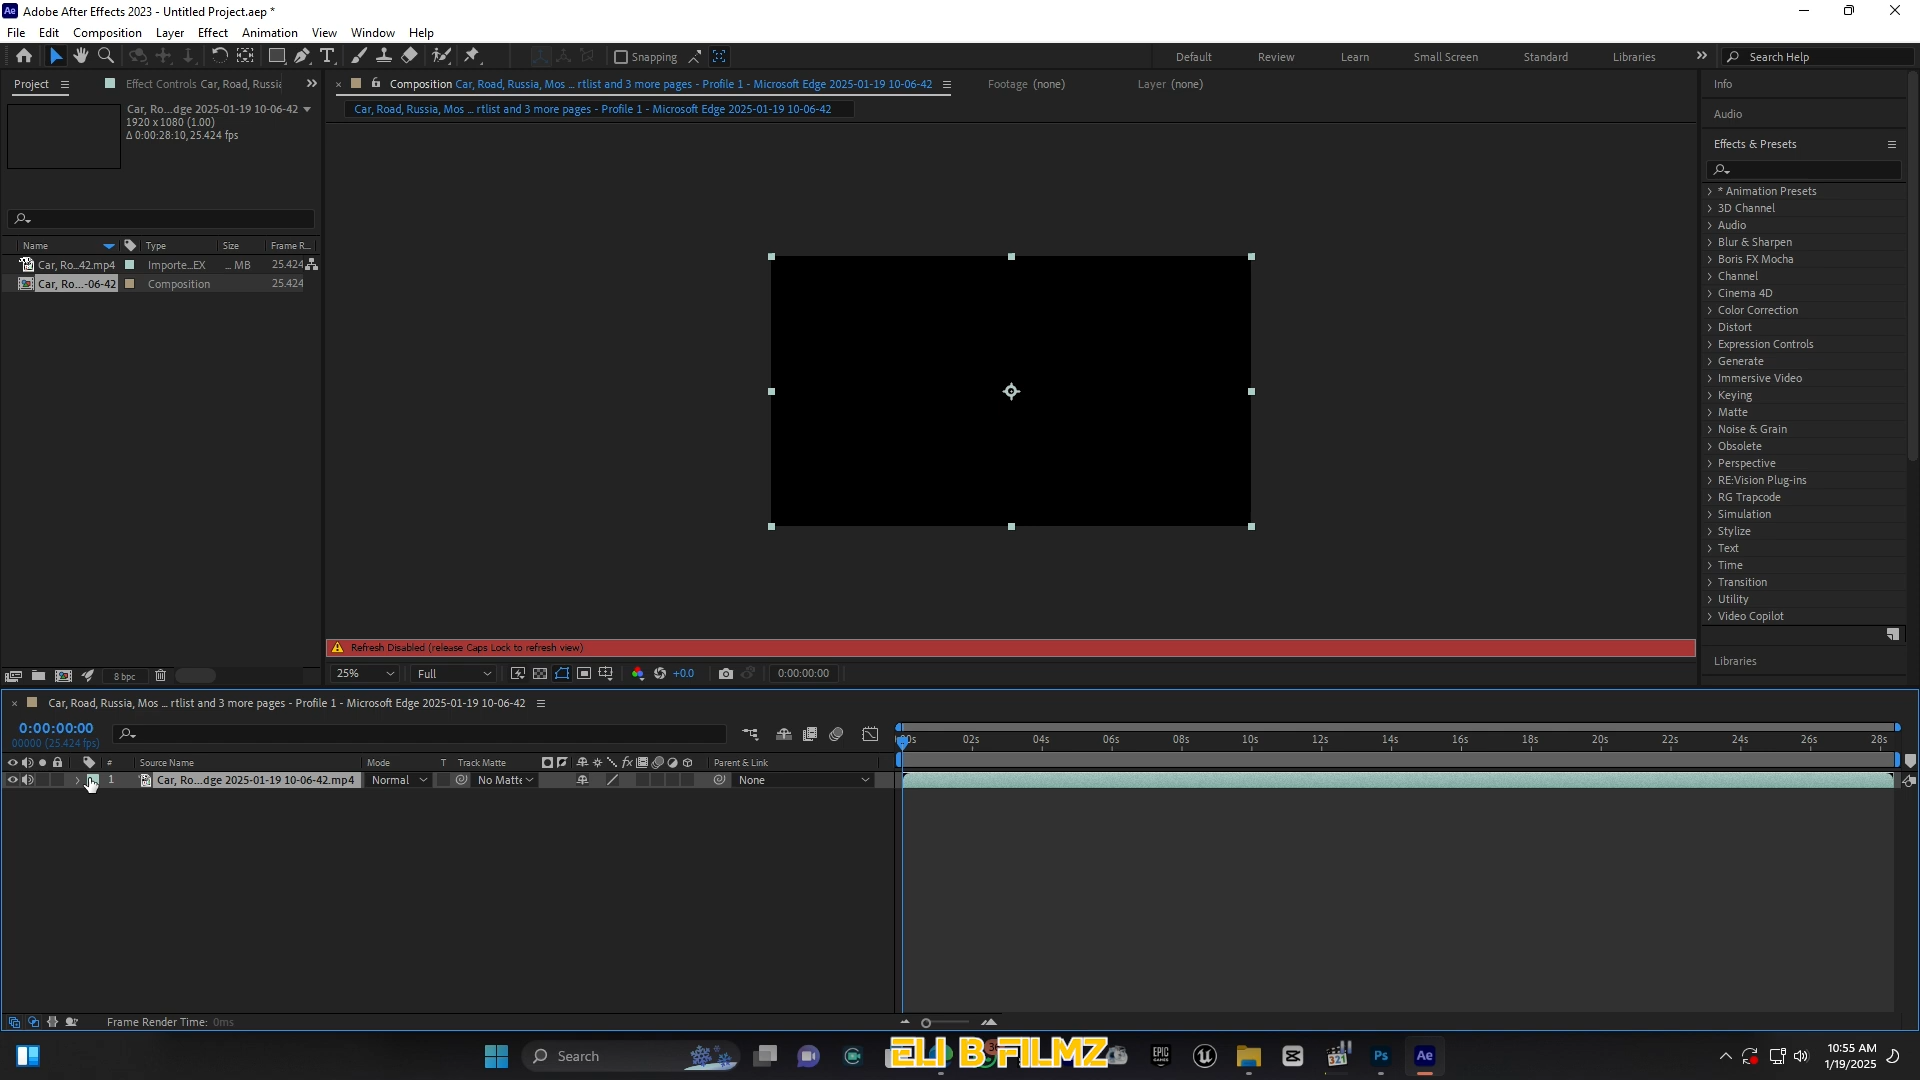 Adobe After Effects 2023 - Untitled Project.aep *
File Edit Composition Layer Effect Animation View Window Help
Snapping
Default Review Learn Small Screen Standard Libraries
Search Help
Project
Effect Controls Car, Road, Russia
Composition Car, Road, Russia, Mos ... rtlist and 3 more pages - Profile 1 - Microsoft Edge 2025-01-19 10-06-42
Footage (none)
Layer (none)
Car, Road, Russia, Mos ... rtlist and 3 more pages - Profile 1 - Microsoft Edge 2025-01-19 10-06-42
Car, Ro...dge 2025-01-19 10-06-42
1920 x 1080 (1.00)
Δ 0:00:28:10, 25.424 fps
Name Type Size Frame R...
Car, Ro...42.mp4 Importe...EX ... MB 25.424
Car, Ro...-06-42 Composition 25.424
Info
Audio
Effects & Presets
* Animation Presets
3D Channel
Audio
Blur & Sharpen
Boris FX Mocha
Channel
Cinema 4D
Color Correction
Distort
Expression Controls
Generate
Immersive Video
Keying
Matte
Noise & Grain
Obsolete
Perspective
RE:Vision Plug-ins
RG Trapcode
Simulation
Stylize
Text
Time
Transition
Utility
Video Copilot
Libraries
Refresh Disabled (release Caps Lock to refresh view)
8 bpc
25% Full +0.0 0:00:00:00
Car, Road, Russia, Mos ... rtlist and 3 more pages - Profile 1 - Microsoft Edge 2025-01-19 10-06-42
0:00:00:00
00000 (25.424 fps)
02s 04s 06s 08s 10s 12s 14s 16s 18s 20s 22s 24s 26s 28s
# Source Name Mode T Track Matte fx Parent & Link
1 Car, Ro...dge 2025-01-19 10-06-42.mp4 Normal No Matte None
Frame Render Time: 0ms
Search
ELI B FILMZ
EPIC GAMES
321
Ps
Ae
10:55 AM
1/19/2025